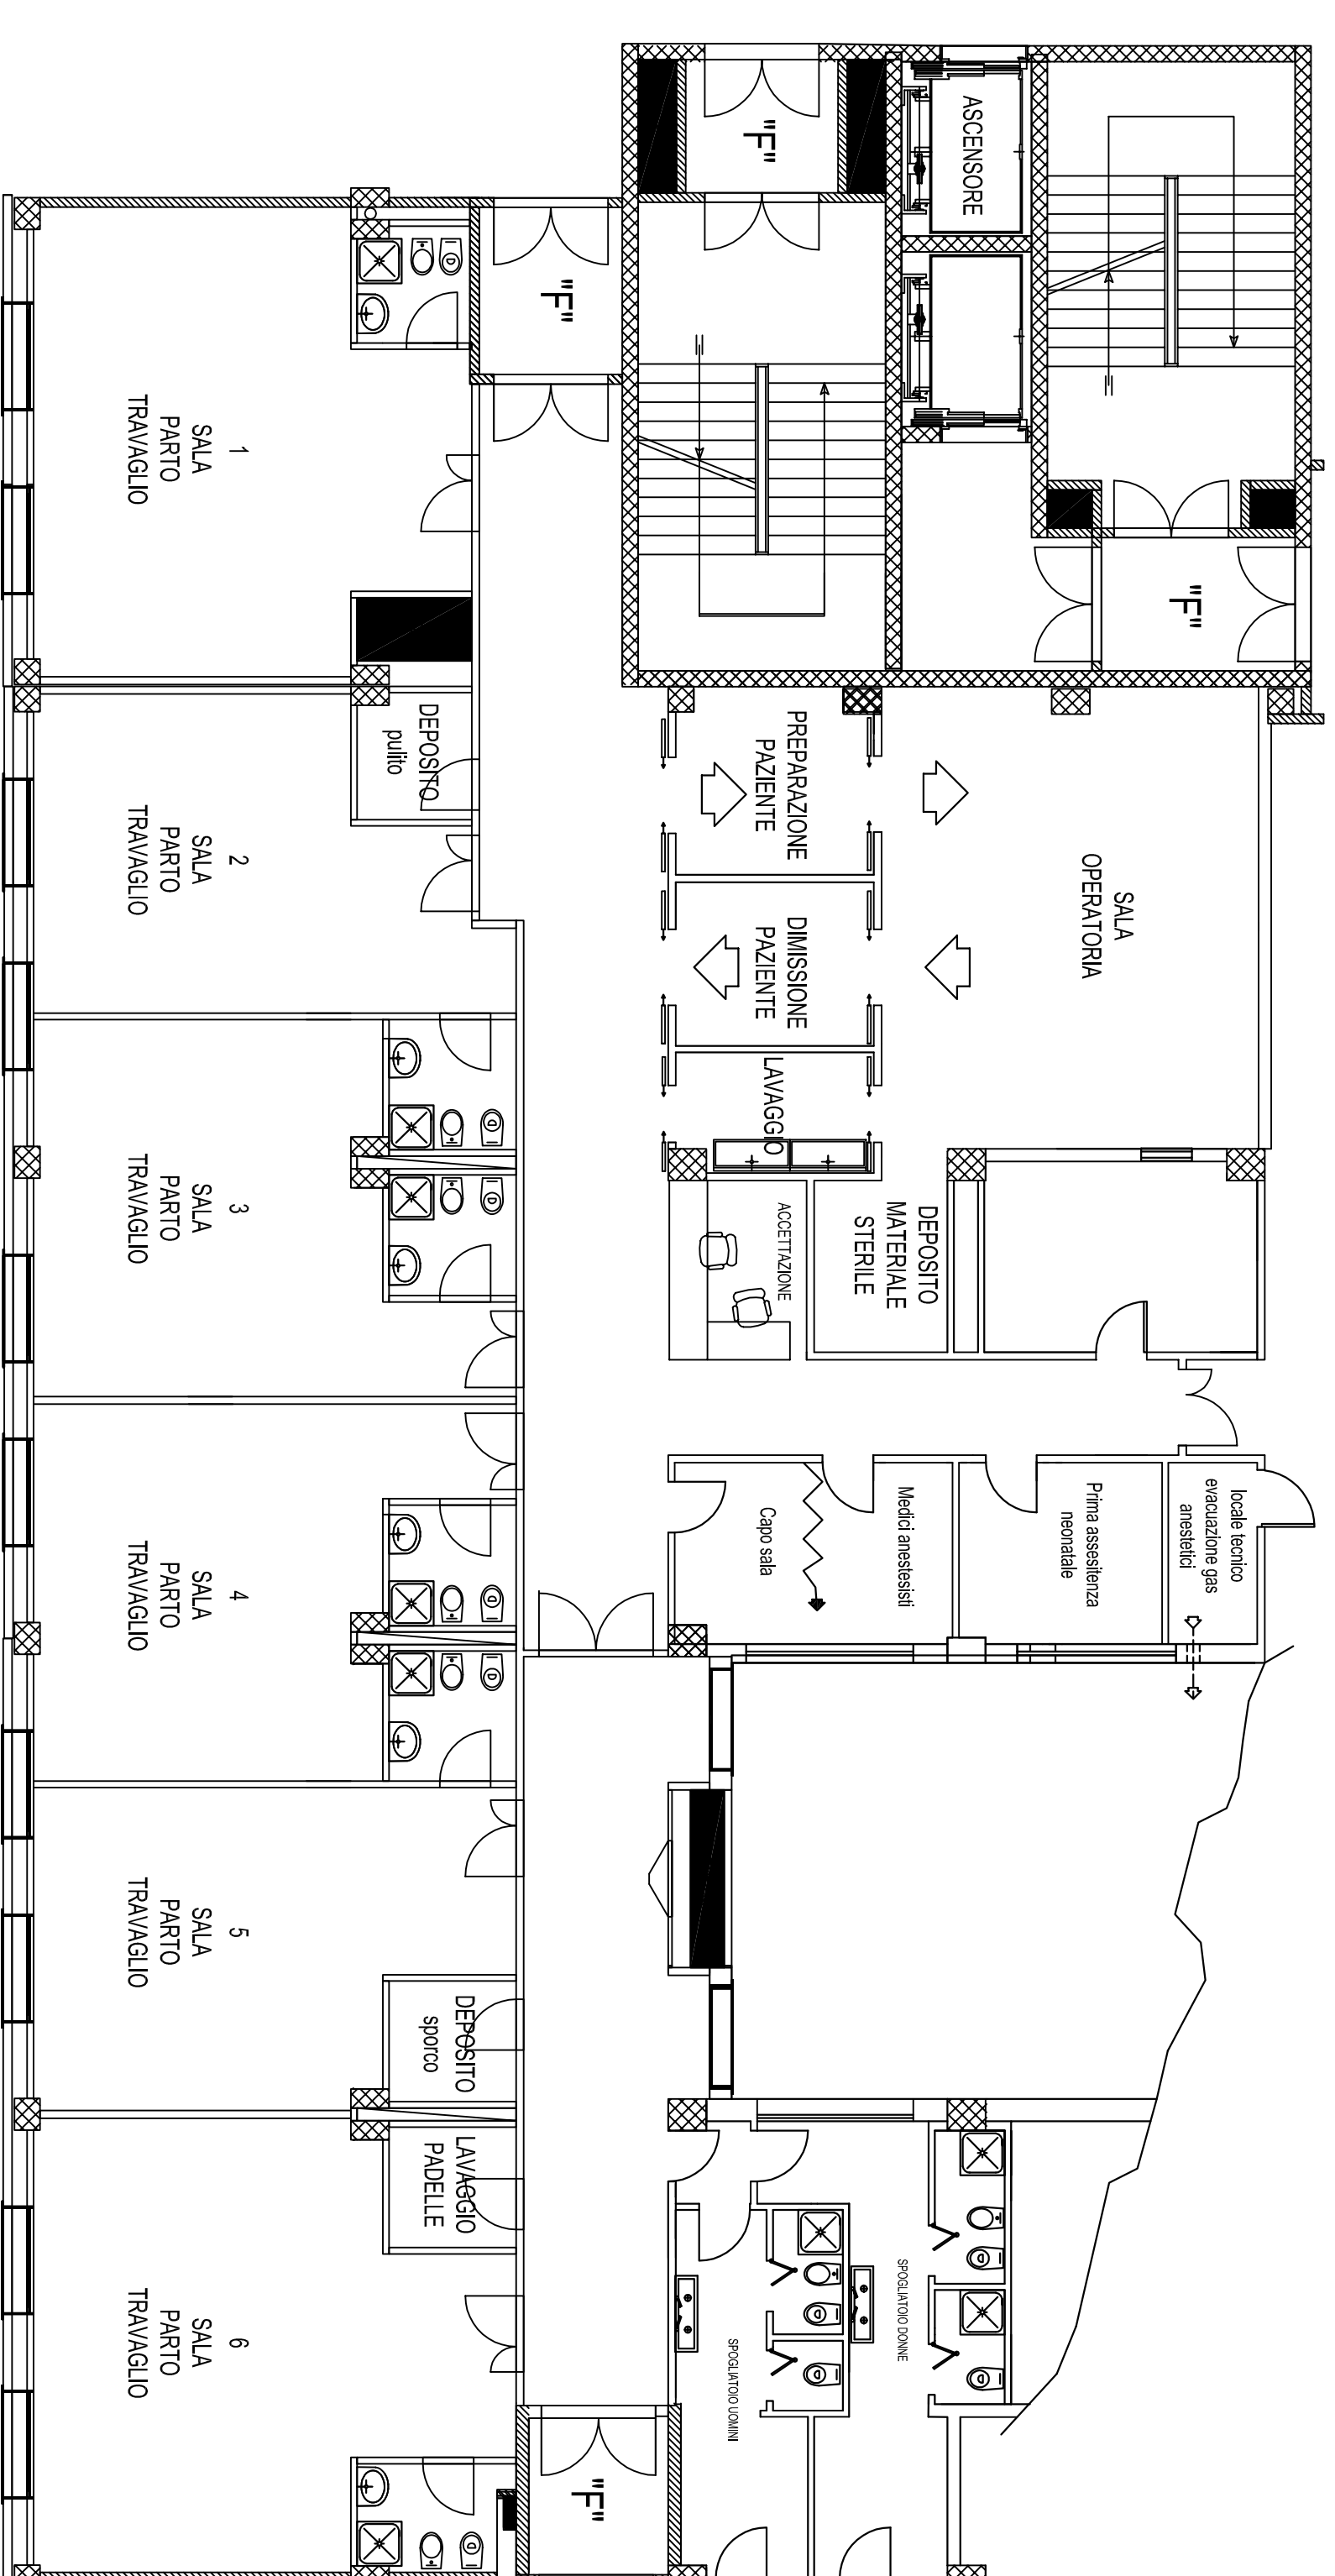 ASCENSORE
"F"
"F"
"F"
1
SALA
PARTO
TRAVAGLIO
DEPOSITO
pulito
2
SALA
PARTO
TRAVAGLIO
PREPARAZIONE
PAZIENTE
DIMISSIONE
PAZIENTE
SALA
OPERATORIA
LAVAGGIO
ACCETTAZIONE
DEPOSITO
MATERIALE
STERILE
3
SALA
PARTO
TRAVAGLIO
locale tecnico
evacuazione gas
anestetici
Prima assesitenza
neonatale
Medici anestesisti
Capo sala
4
SALA
PARTO
TRAVAGLIO
5
SALA
PARTO
TRAVAGLIO
DEPOSITO
sporco
LAVAGGIO
PADELLE
SPOGLIATOIO DONNE
SPOGLIATOIO UOMINI
6
SALA
PARTO
TRAVAGLIO
"F"